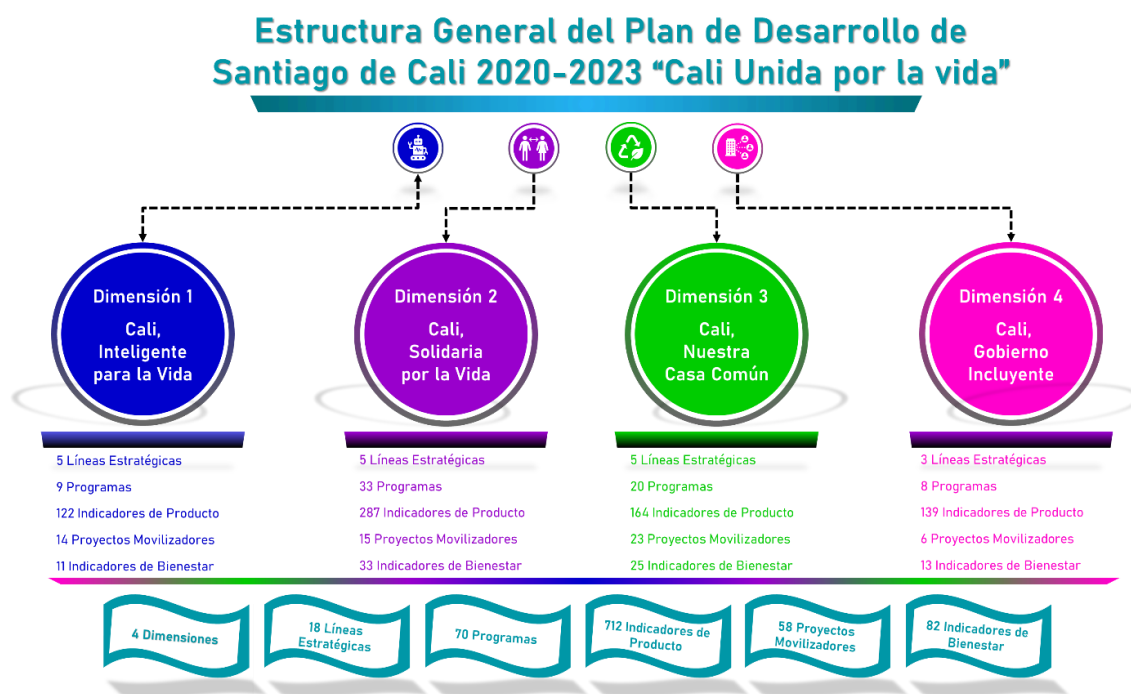 Estructura General del Plan de Desarrollo de
Santiago de Cali 2020-2023 “Cali Unida por la vida”
Dimensión 1
Cali,
Inteligente
para la Vida
Dimensión 2
Cali,
Solidaria
por la Vida
Dimensión 3
Cali,
Nuestra
Casa Común
Dimensión 4
Cali,
Gobierno
Incluyente
5 Líneas Estratégicas
9 Programas
122 Indicadores de Producto
14 Proyectos Movilizadores
11 Indicadores de Bienestar
5 Líneas Estratégicas
33 Programas
287 Indicadores de Producto
15 Proyectos Movilizadores
33 Indicadores de Bienestar
5 Líneas Estratégicas
20 Programas
164 Indicadores de Producto
23 Proyectos Movilizadores
25 Indicadores de Bienestar
3 Líneas Estratégicas
8 Programas
139 Indicadores de Producto
6 Proyectos Movilizadores
13 Indicadores de Bienestar
4 Dimensiones
18 Líneas
Estratégicas
70 Programas
712 Indicadores de
Producto
58 Proyectos
Movilizadores
82 Indicadores de
Bienestar